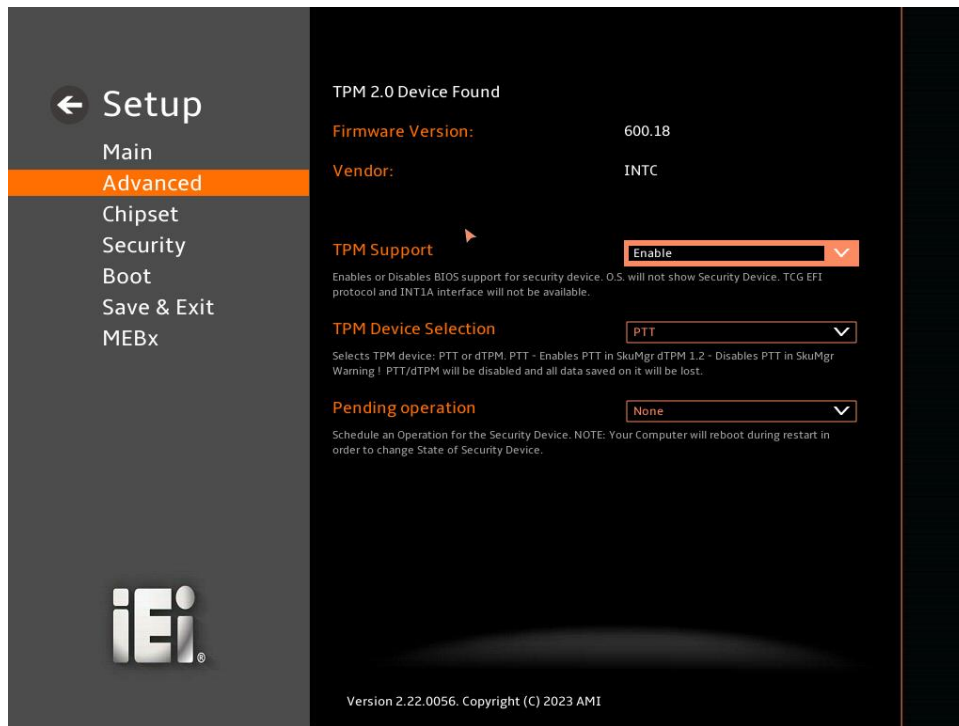 Setup
Main
Advanced
Chipset
Security
Boot
Save & Exit
MEBx
TPM 2.0 Device Found
Firmware Version: 600.18
Vendor: INTC
TPM Support Enable
Enables or Disables BIOS support for security device. O.S. will not show Security Device. TCG EFI
protocol and INT1A interface will not be available.
TPM Device Selection PTT
Selects TPM device: PTT or dTPM. PTT - Enables PTT in SkuMgr dTPM 1.2 - Disables PTT in SkuMgr
Warning ! PTT/dTPM will be disabled and all data saved on it will be lost.
Pending operation None
Schedule an Operation for the Security Device. NOTE: Your Computer will reboot during restart in
order to change State of Security Device.
iEi®
Version 2.22.0056. Copyright (C) 2023 AMI